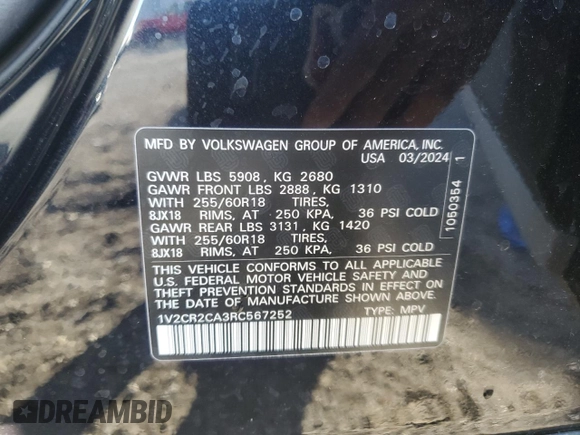 MFD BY VOLKSWAGEN GROUP OF AMERICA, INC.
USA 03/2024
GVWR LBS 5908, KG 2680
GAWR FRONT LBS 2888, KG 1310
WITH 255/60R18 TIRES,
8JX18 RIMS, AT 250 KPA, 36 PSI COLD
GAWR REAR LBS 3131, KG 1420
WITH 255/60R18 TIRES,
8JX18 RIMS, AT 250 KPA, 36 PSI COLD
THIS VEHICLE CONFORMS TO ALL APPLICABLE
U.S. FEDERAL MOTOR VEHICLE SAFETY AND
THEFT PREVENTION STANDARDS IN EFFECT ON
THE DATE OF MANUFACTURE SHOWN ABOVE.
1V2CR2CA3RC567252 TYPE: MPV
1050354 1
DREAMBID